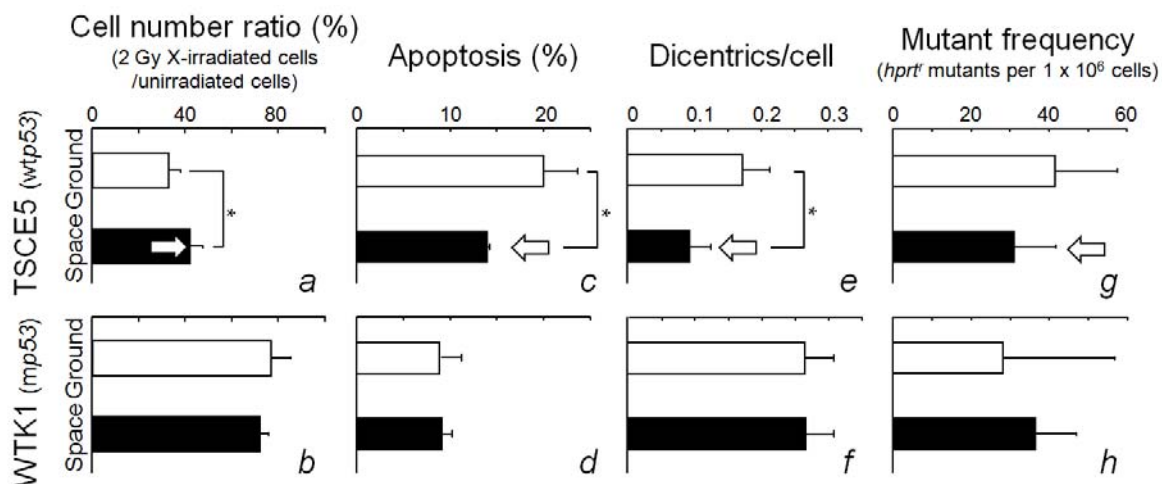 Cell number ratio (%)
(2 Gy X-irradiated cells
/unirradiated cells)
Apoptosis (%)
Dicentrics/cell
Mutant frequency
(hprtʳ mutants per 1 x 10⁶ cells)
0 40 80
0 10 20
0 0.1 0.2 0.3
0 20 40 60
TSCE5 (wtp53)
Ground
Space
*
a
*
c
*
e
g
WTK1 (mp53)
Ground
Space
b
d
f
h